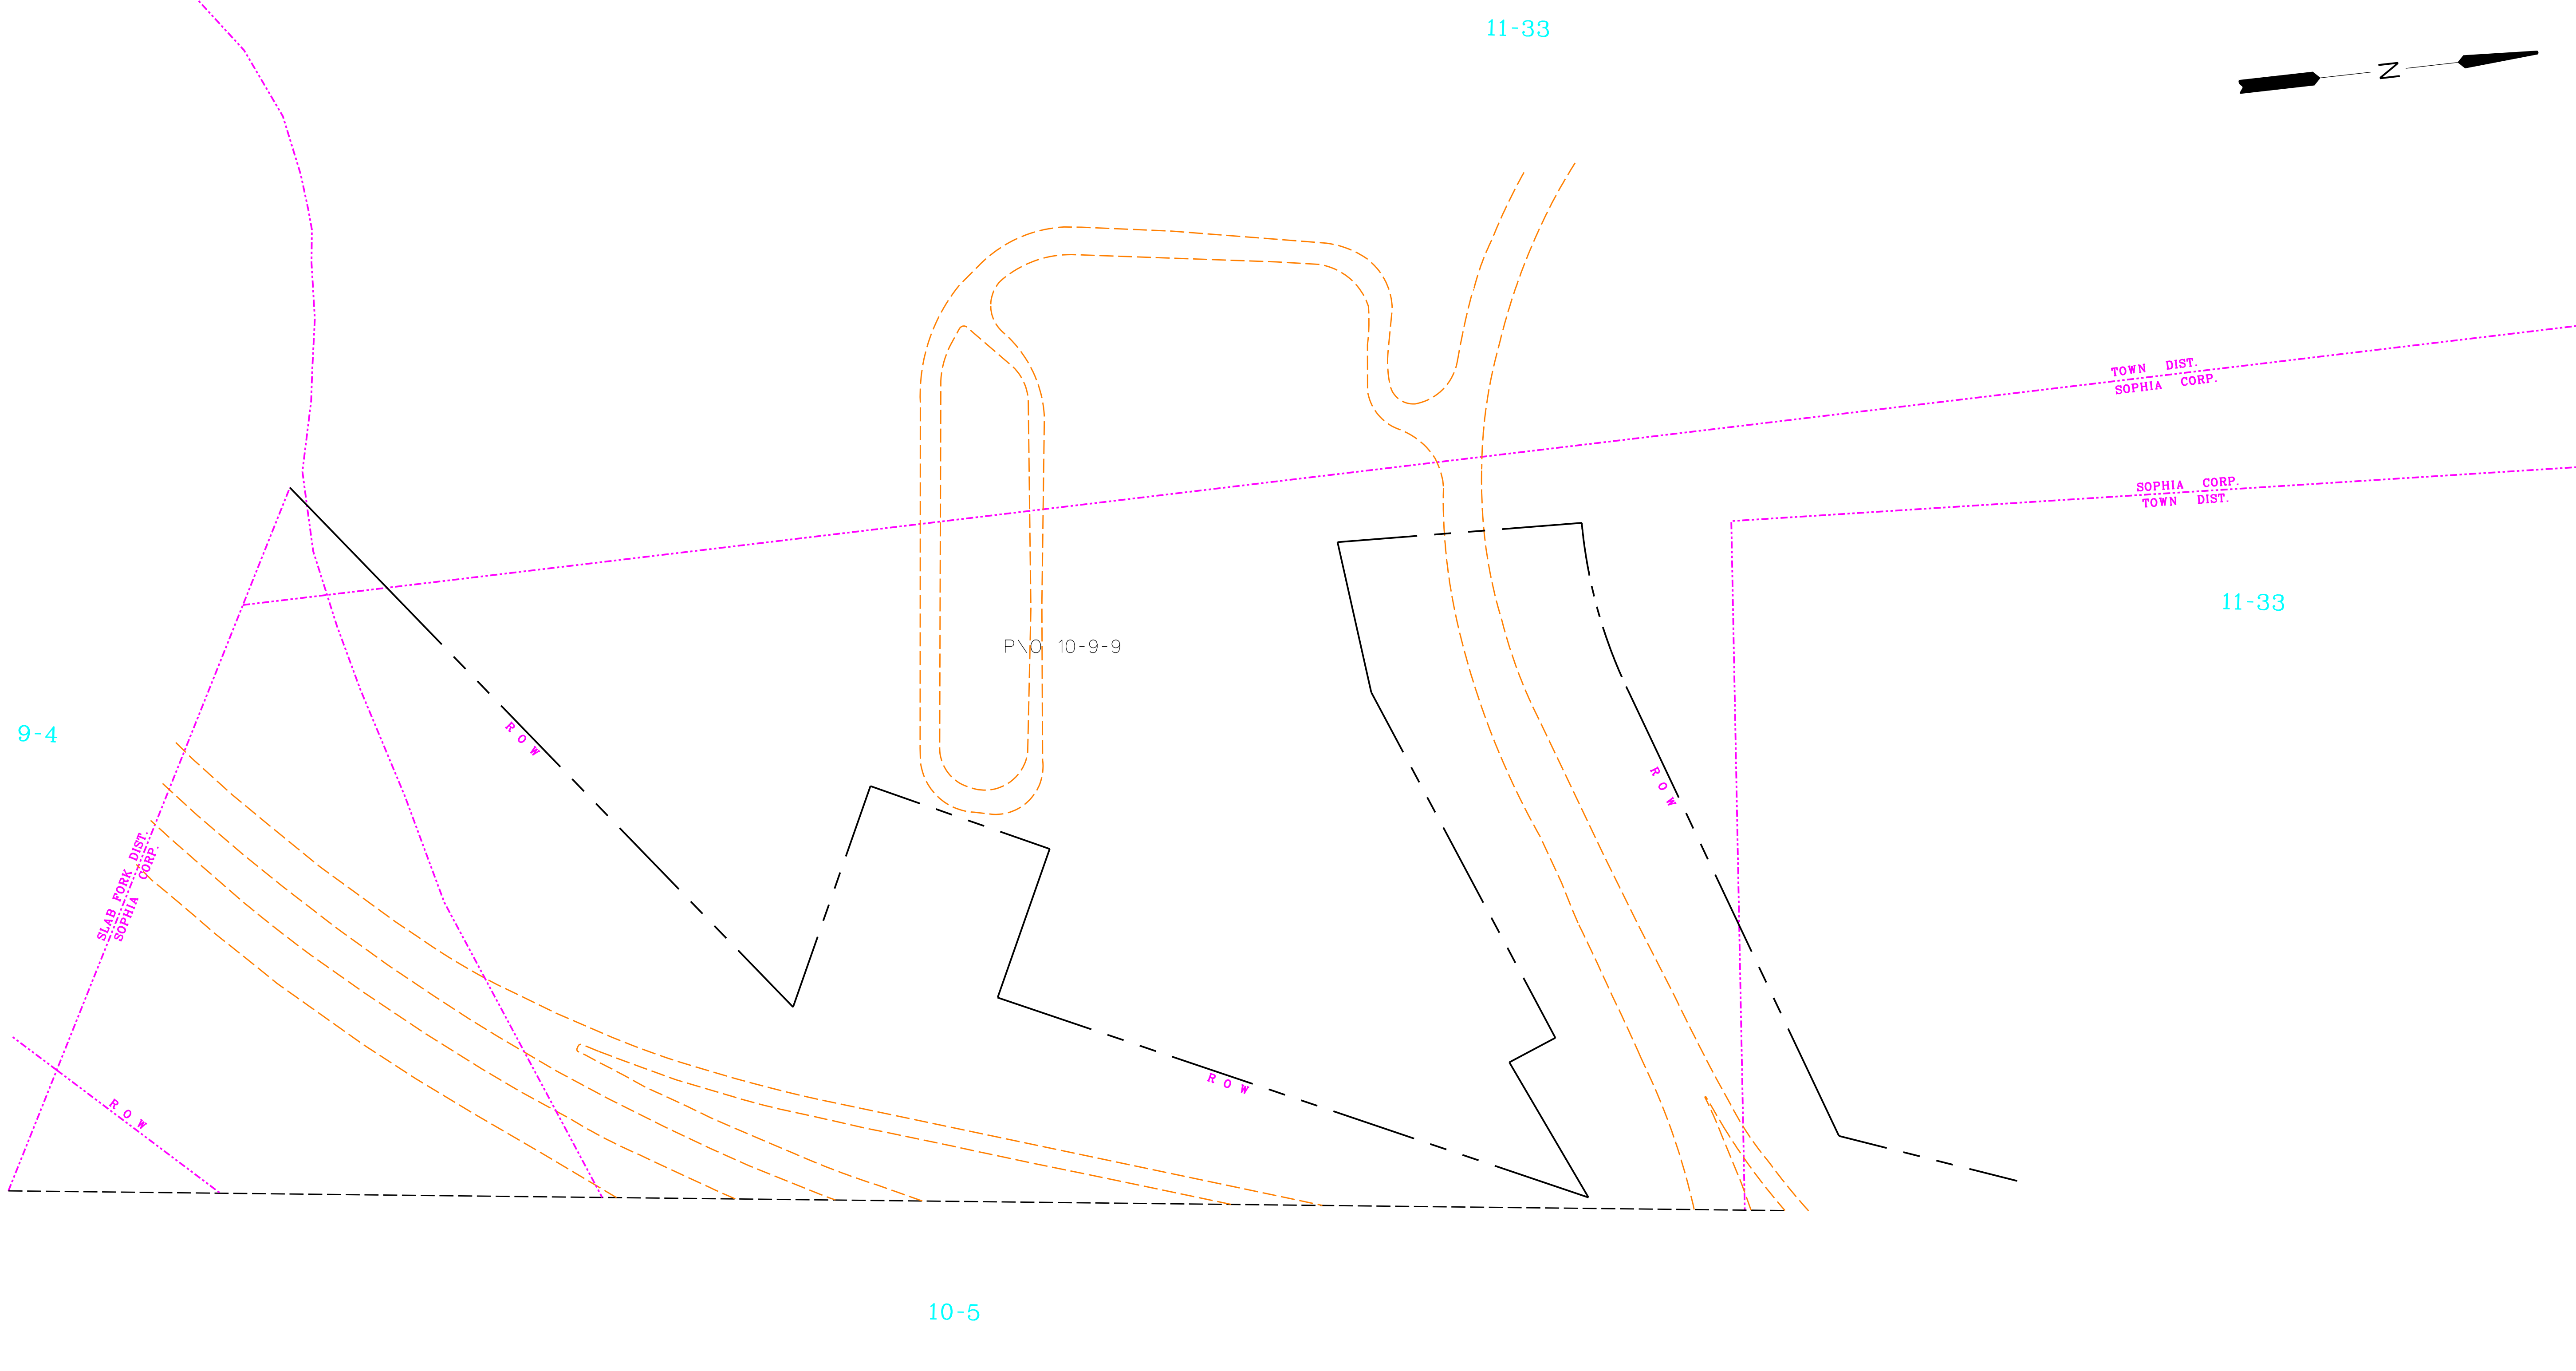 11-33
N
TOWN DIST.
SOPHIA CORP.
SOPHIA CORP.
TOWN DIST.
11-33
P\O 10-9-9
9-4
ROW
ROW
SLAB FORK DIST.
SOPHIA CORP.
ROW
ROW
10-5